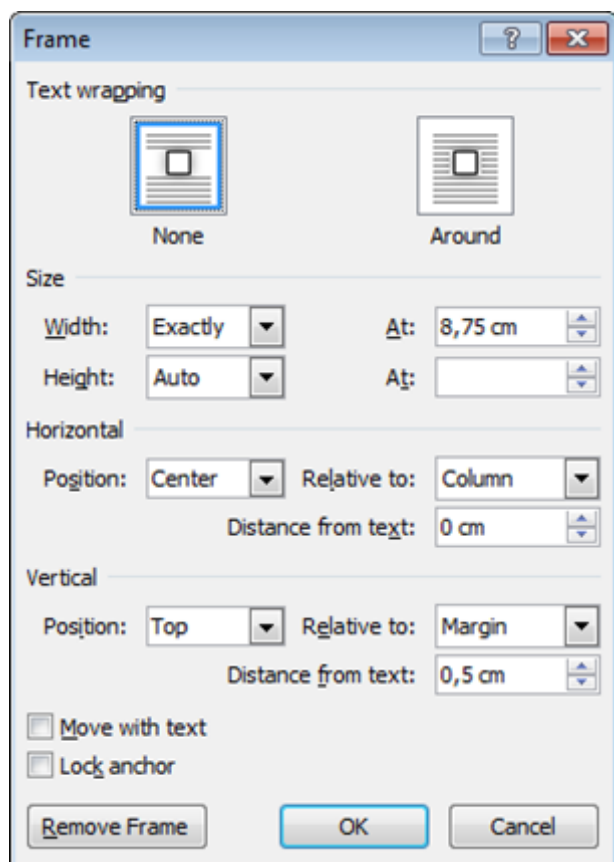 Frame
Text wrapping
None Around
Size
Width: Exactly At: 8,75 cm
Height: Auto At:
Horizontal
Position: Center Relative to: Column
Distance from text: 0 cm
Vertical
Position: Top Relative to: Margin
Distance from text: 0,5 cm
Move with text
Lock anchor
Remove Frame OK Cancel